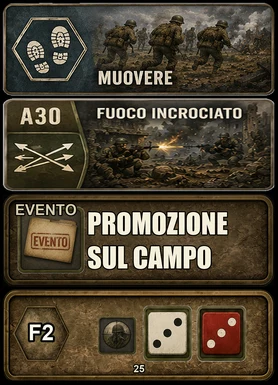 MUOVERE
A30
FUOCO INCROCIATO
EVENTO
EVENTO
PROMOZIONE
SUL CAMPO
F2
25